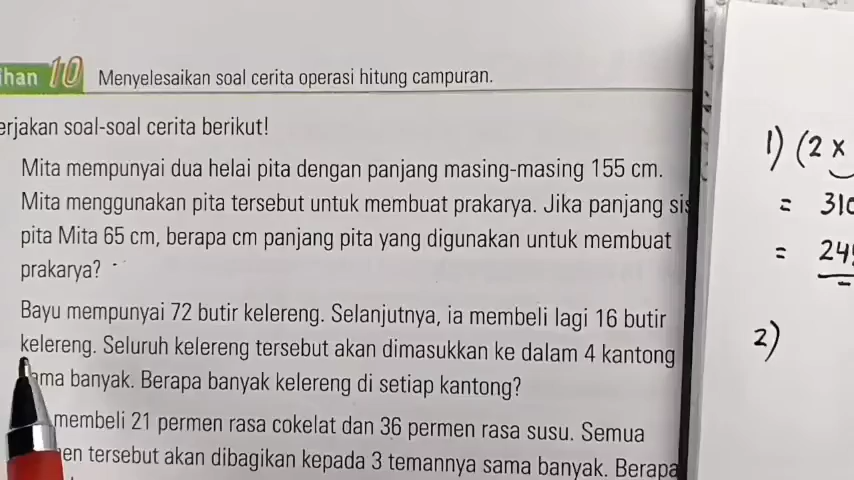 ihan 10 Menyelesaikan soal cerita operasi hitung campuran.
erjakan soal-soal cerita berikut!
Mita mempunyai dua helai pita dengan panjang masing-masing 155 cm.
Mita menggunakan pita tersebut untuk membuat prakarya. Jika panjang sis
pita Mita 65 cm, berapa cm panjang pita yang digunakan untuk membuat
prakarya?
Bayu mempunyai 72 butir kelereng. Selanjutnya, ia membeli lagi 16 butir
kelereng. Seluruh kelereng tersebut akan dimasukkan ke dalam 4 kantong
ama banyak. Berapa banyak kelereng di setiap kantong?
membeli 21 permen rasa cokelat dan 36 permen rasa susu. Semua
en tersebut akan dibagikan kepada 3 temannya sama banyak. Berapa
1) (2 x
= 310
= 245
2)